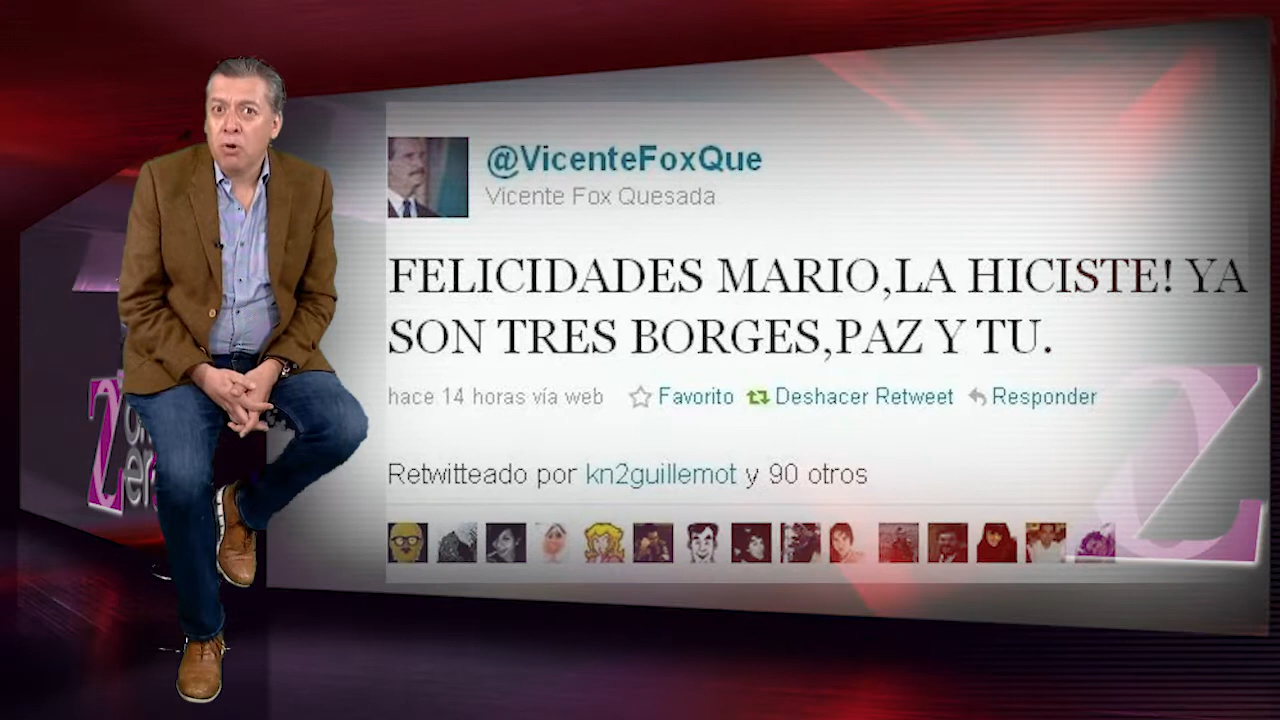 @VicenteFoxQue
Vicente Fox Quesada
FELICIDADES MARIO,LA HICISTE! YA
SON TRES BORGES,PAZ Y TU.
hace 14 horas vía web Favorito Deshacer Retweet Responder
Retwitteado por kn2guillemot y 90 otros